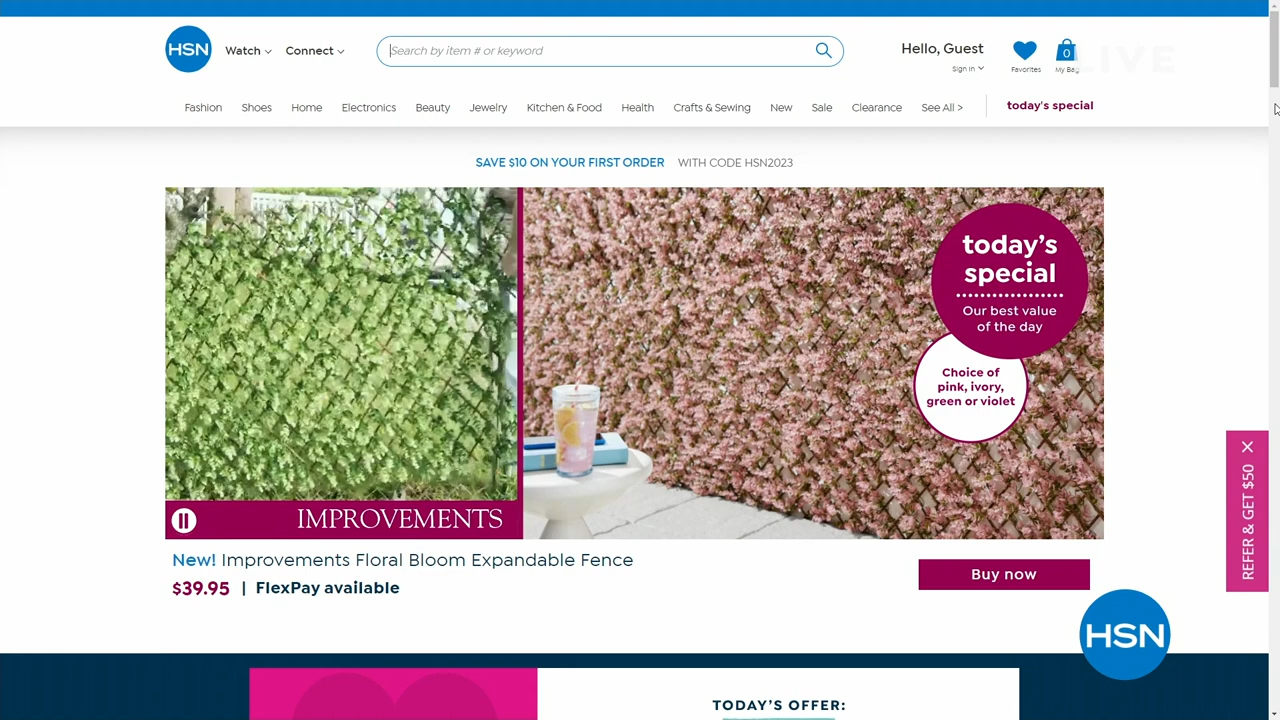 HSN
Watch
Connect
Search by item # or keyword
Hello, Guest
Sign In
Favorites
0
My Bag
LIVE
Fashion
Shoes
Home
Electronics
Beauty
Jewelry
Kitchen & Food
Health
Crafts & Sewing
New
Sale
Clearance
See All >
today's special
SAVE $10 ON YOUR FIRST ORDER WITH CODE HSN2023
today's
special
Our best value
of the day
Choice of
pink, ivory,
green or violet
IMPROVEMENTS
New! Improvements Floral Bloom Expandable Fence
$39.95 | FlexPay available
Buy now
REFER & GET $50
HSN
TODAY'S OFFER: